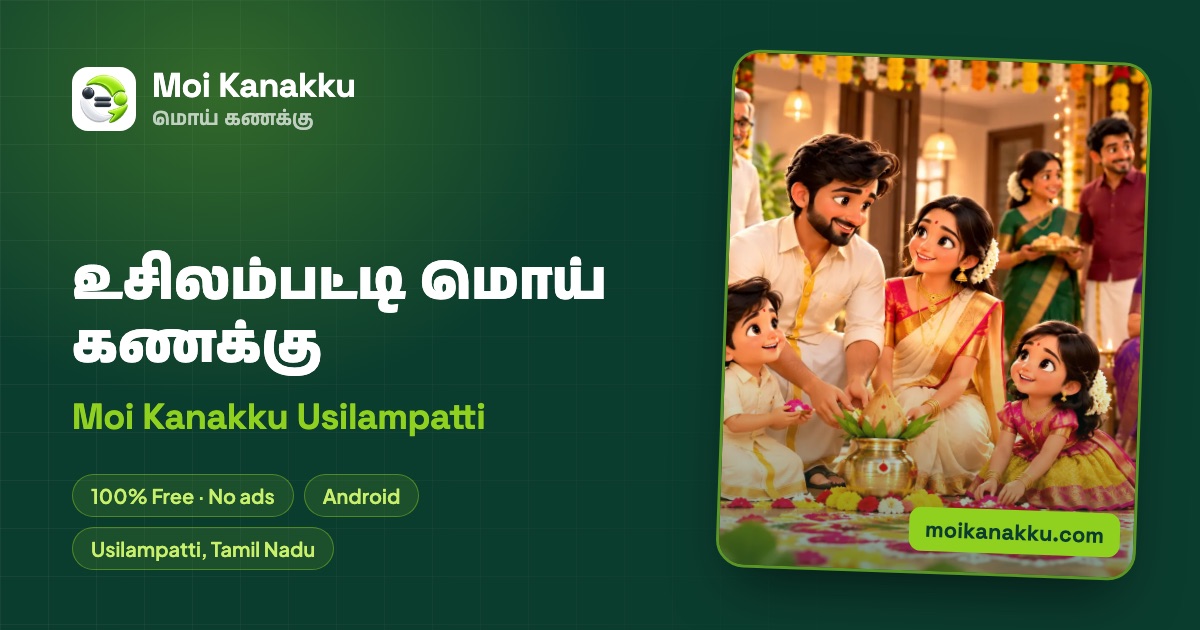 Moi Kanakku
மொய் கணக்கு
உசிலம்பட்டி மொய்
கணக்கு
Moi Kanakku Usilampatti
100% Free · No ads
Android
Usilampatti, Tamil Nadu
moikanakku.com